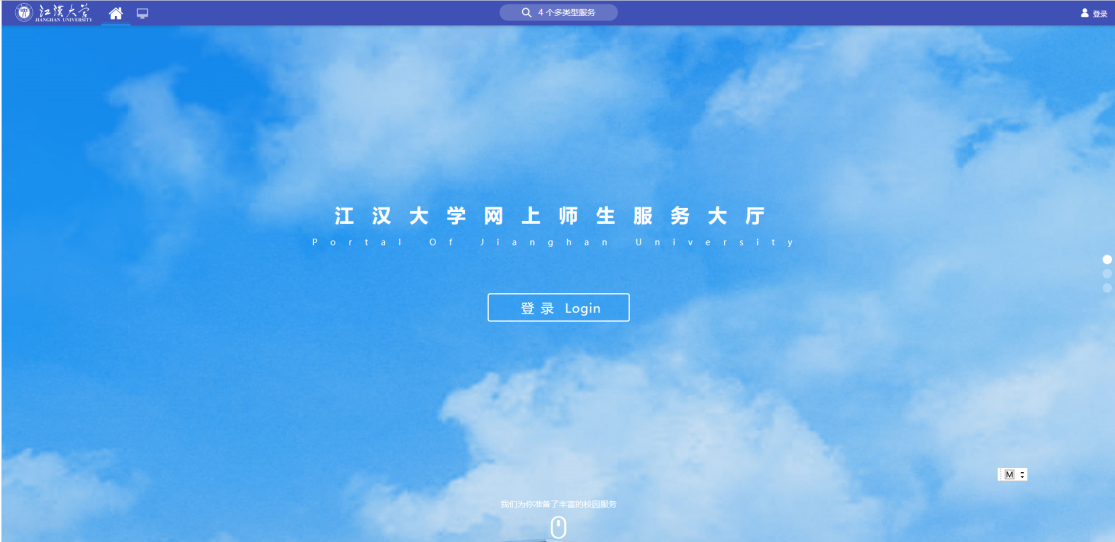 江汉大学
JIANGHAN UNIVERSITY
4 个多类型服务
登录
江汉大学网上师生服务大厅
Portal Of Jianghan University
登 录 Login
M
我们为你准备了丰富的校园服务